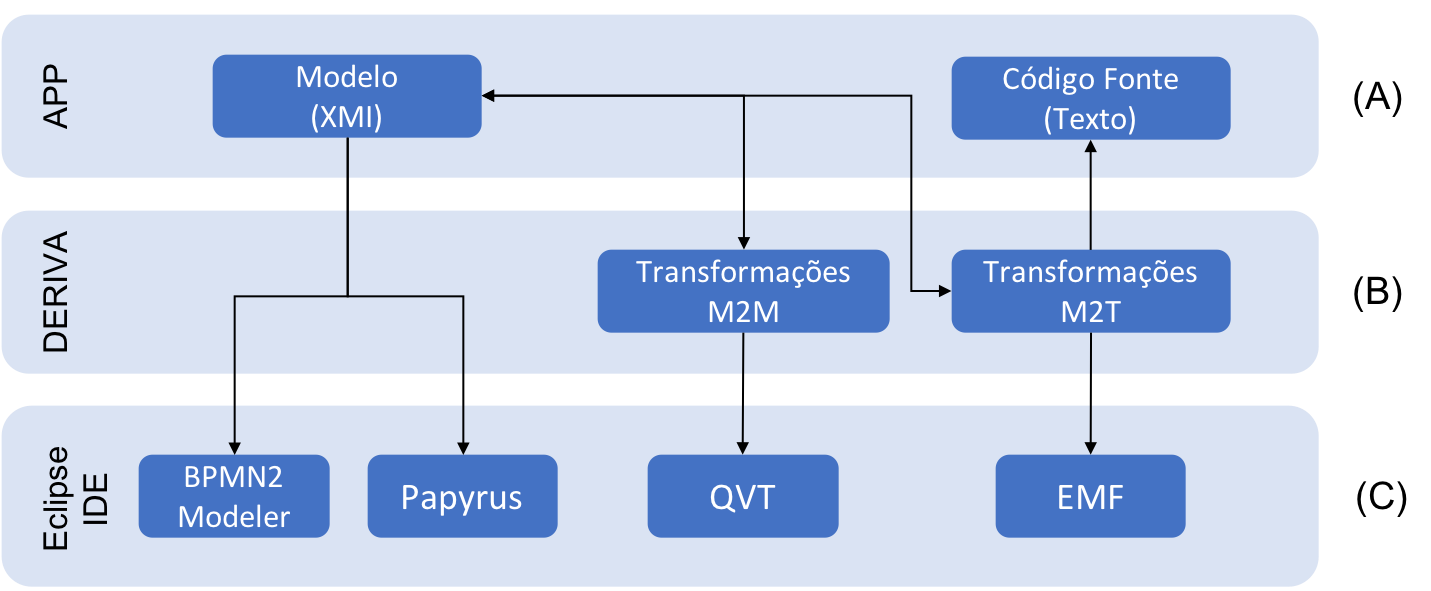 APP
Modelo
(XMI)
Código Fonte
(Texto)
(A)
DERIVA
Transformações
M2M
Transformações
M2T
(B)
Eclipse
IDE
BPMN2
Modeler
Papyrus
QVT
EMF
(C)